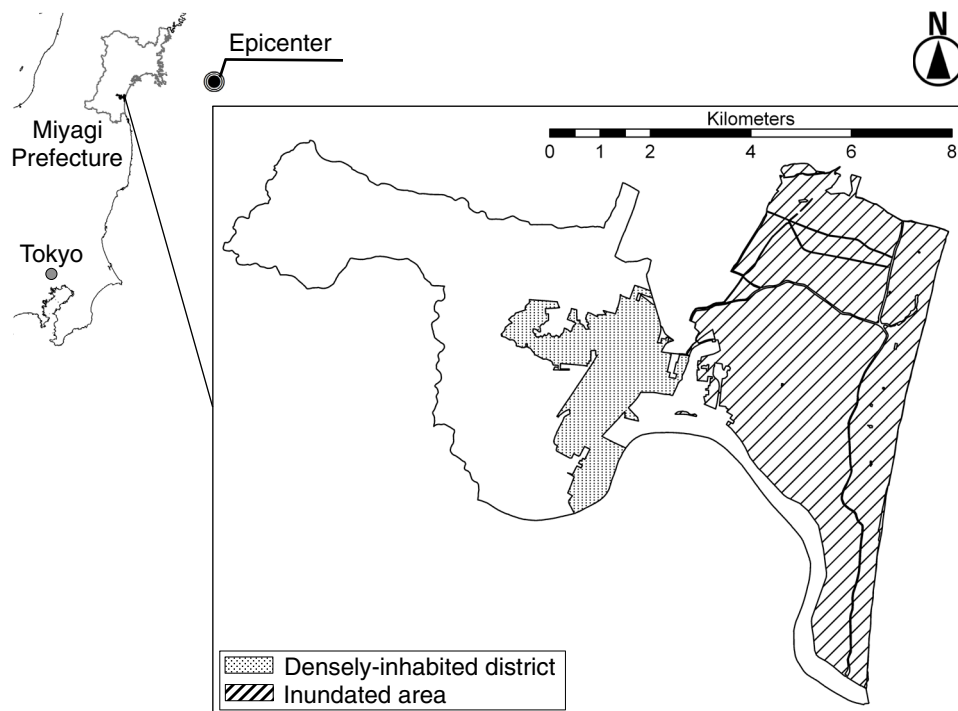 Epicenter
N
Miyagi
Prefecture
Tokyo
Kilometers
0 1 2 4 6 8
Densely-inhabited district
Inundated area